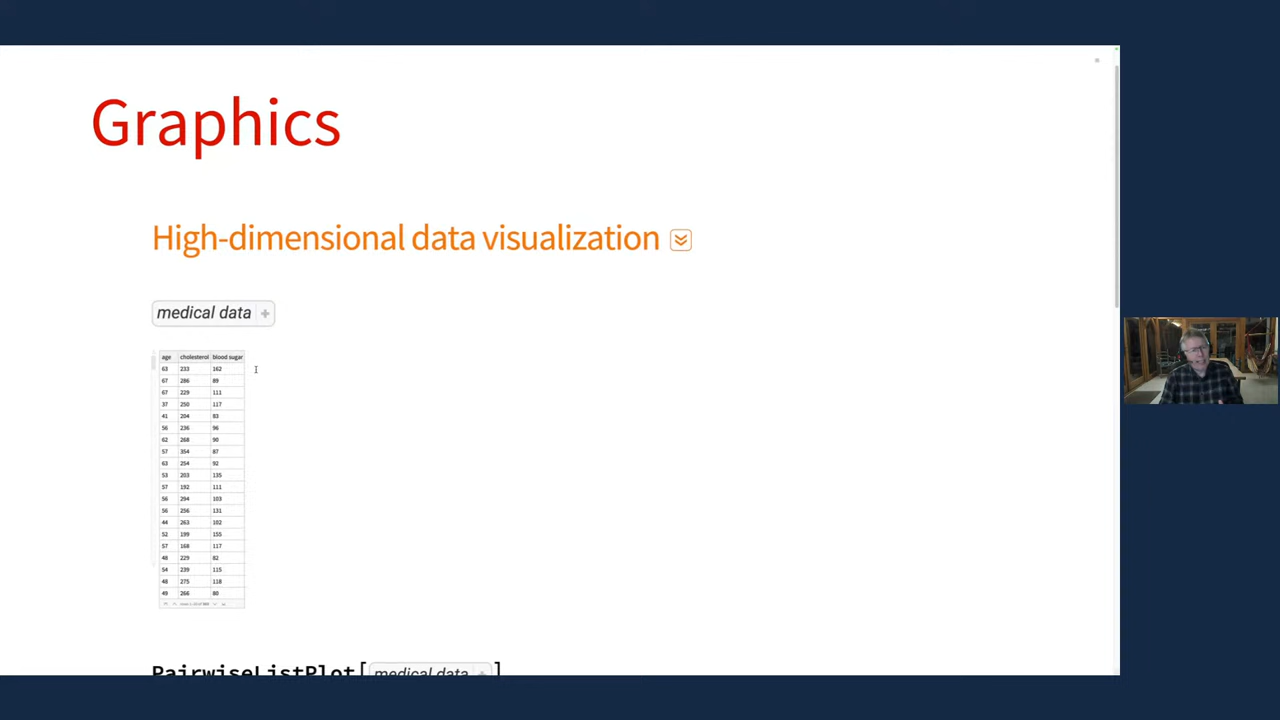 Graphics
High-dimensional data visualization
medical data +
age cholesterol blood sugar
63 233 162
67 286 89
67 229 111
37 250 117
41 204 83
56 236 96
62 268 90
57 354 87
63 254 92
53 203 135
57 192 111
56 294 103
56 256 131
44 263 102
52 199 155
57 168 117
48 229 82
54 239 115
48 275 118
49 266 80
PairwiseListPlot[medical data +]